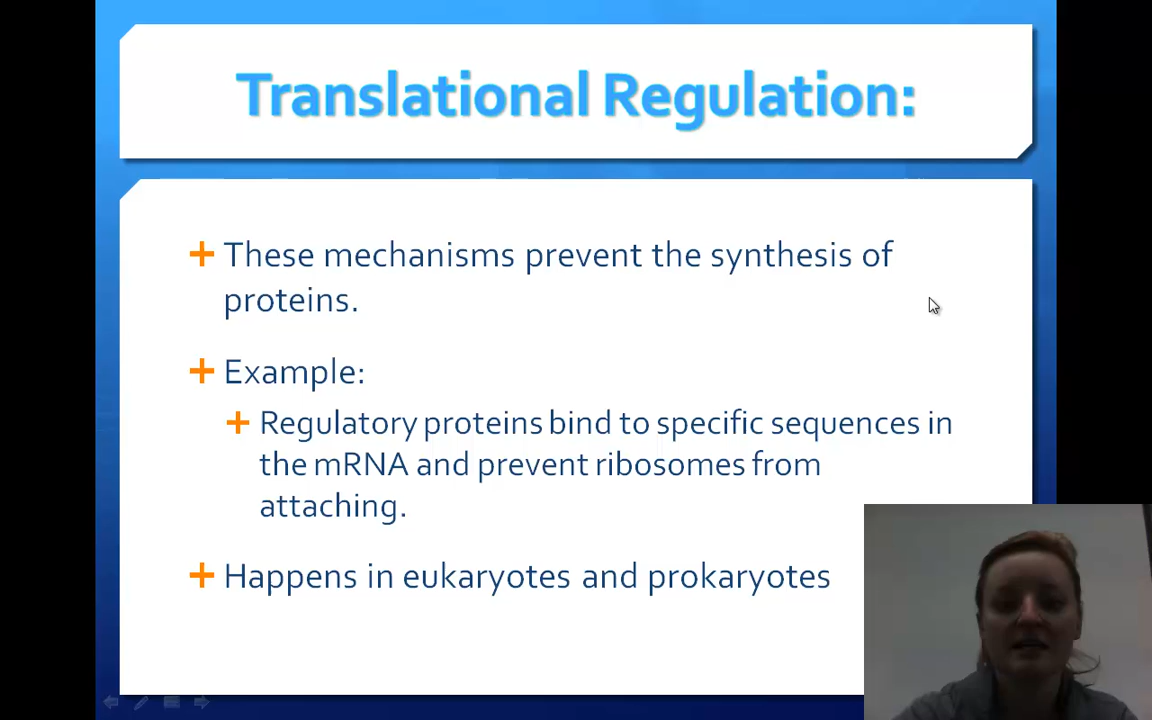 Translational Regulation:
These mechanisms prevent the synthesis of
proteins.
Example:
Regulatory proteins bind to specific sequences in
the mRNA and prevent ribosomes from
attaching.
Happens in eukaryotes and prokaryotes